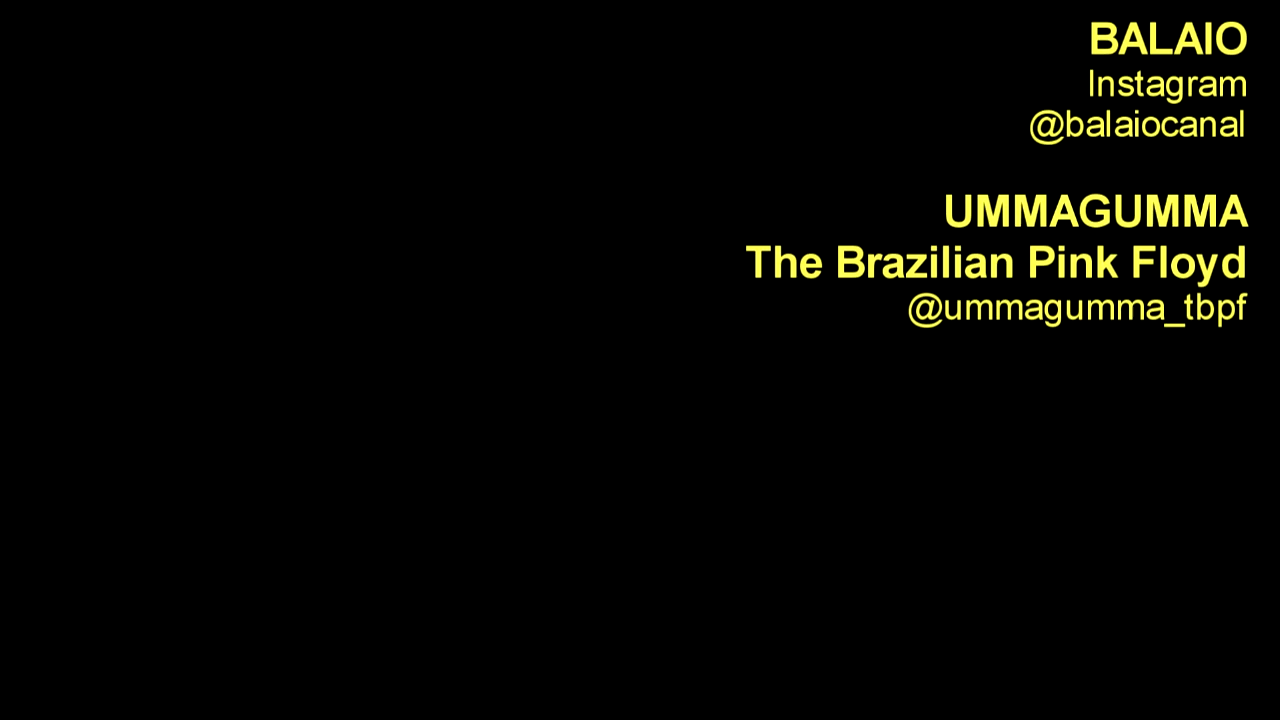 BALAIO
Instagram
@balaiocanal
UMMAGUMMA
The Brazilian Pink Floyd
@ummagumma_tbpf